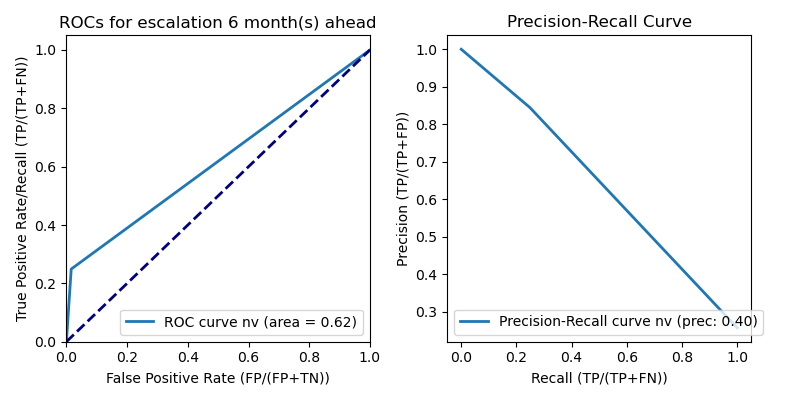 ROCs for escalation 6 month(s) ahead
True Positive Rate/Recall (TP/(TP+FN))
1.0
0.8
0.6
0.4
0.2
0.0
ROC curve nv (area = 0.62)
0.0 0.2 0.4 0.6 0.8 1.0
False Positive Rate (FP/(FP+TN))
Precision-Recall Curve
Precision (TP/(TP+FP))
1.0
0.9
0.8
0.7
0.6
0.5
0.4
0.3
Precision-Recall curve nv (prec: 0.40)
0.0 0.2 0.4 0.6 0.8 1.0
Recall (TP/(TP+FN))